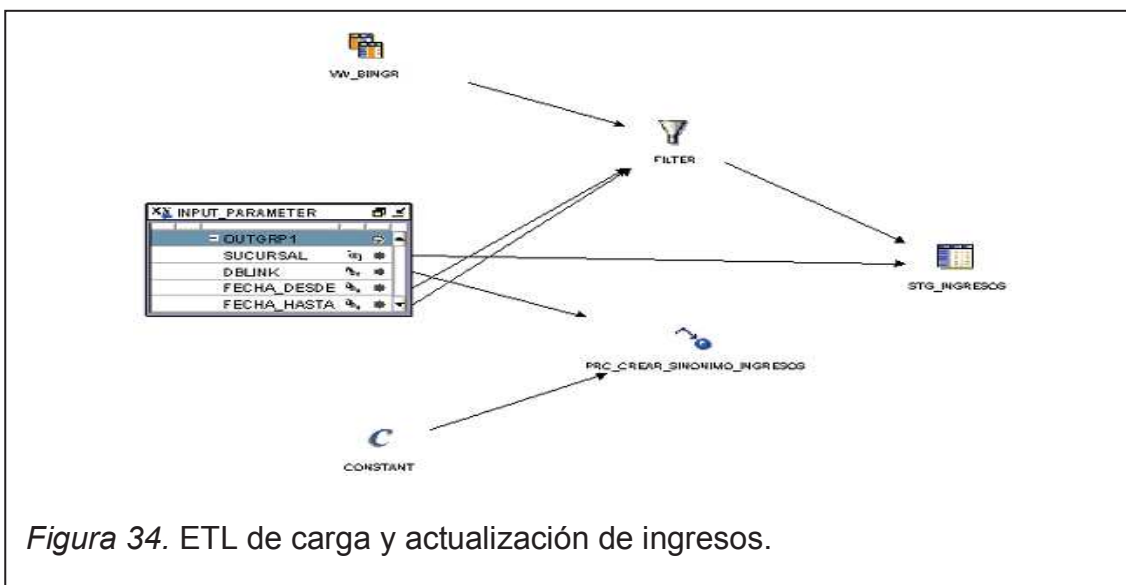 VW_BINGR
FILTER
INPUT_PARAMETER
OUTGRP1
SUCURSAL
DBLINK
FECHA_DESDE
FECHA_HASTA
STG_INGRESOS
PRC_CREAR_SINONIMO_INGRESOS
C
CONSTANT
Figura 34. ETL de carga y actualización de ingresos.